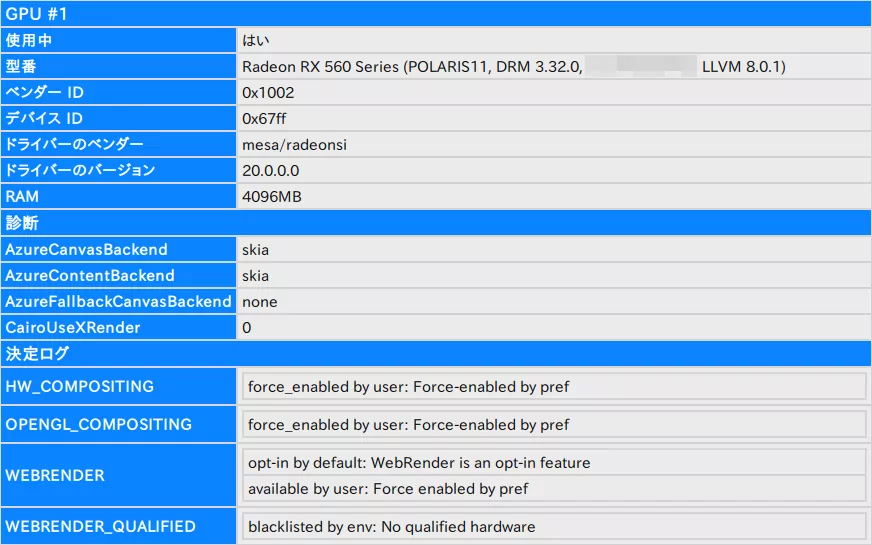 GPU #1
使用中 はい
型番 Radeon RX 560 Series (POLARIS11, DRM 3.32.0, LLVM 8.0.1)
ベンダー ID 0x1002
デバイス ID 0x67ff
ドライバーのベンダー mesa/radeonsi
ドライバーのバージョン 20.0.0.0
RAM 4096MB
診断
AzureCanvasBackend skia
AzureContentBackend skia
AzureFallbackCanvasBackend none
CairoUseXRender 0
決定ログ
HW_COMPOSITING force_enabled by user: Force-enabled by pref
OPENGL_COMPOSITING force_enabled by user: Force-enabled by pref
WEBRENDER opt-in by default: WebRender is an opt-in feature
available by user: Force enabled by pref
WEBRENDER_QUALIFIED blacklisted by env: No qualified hardware